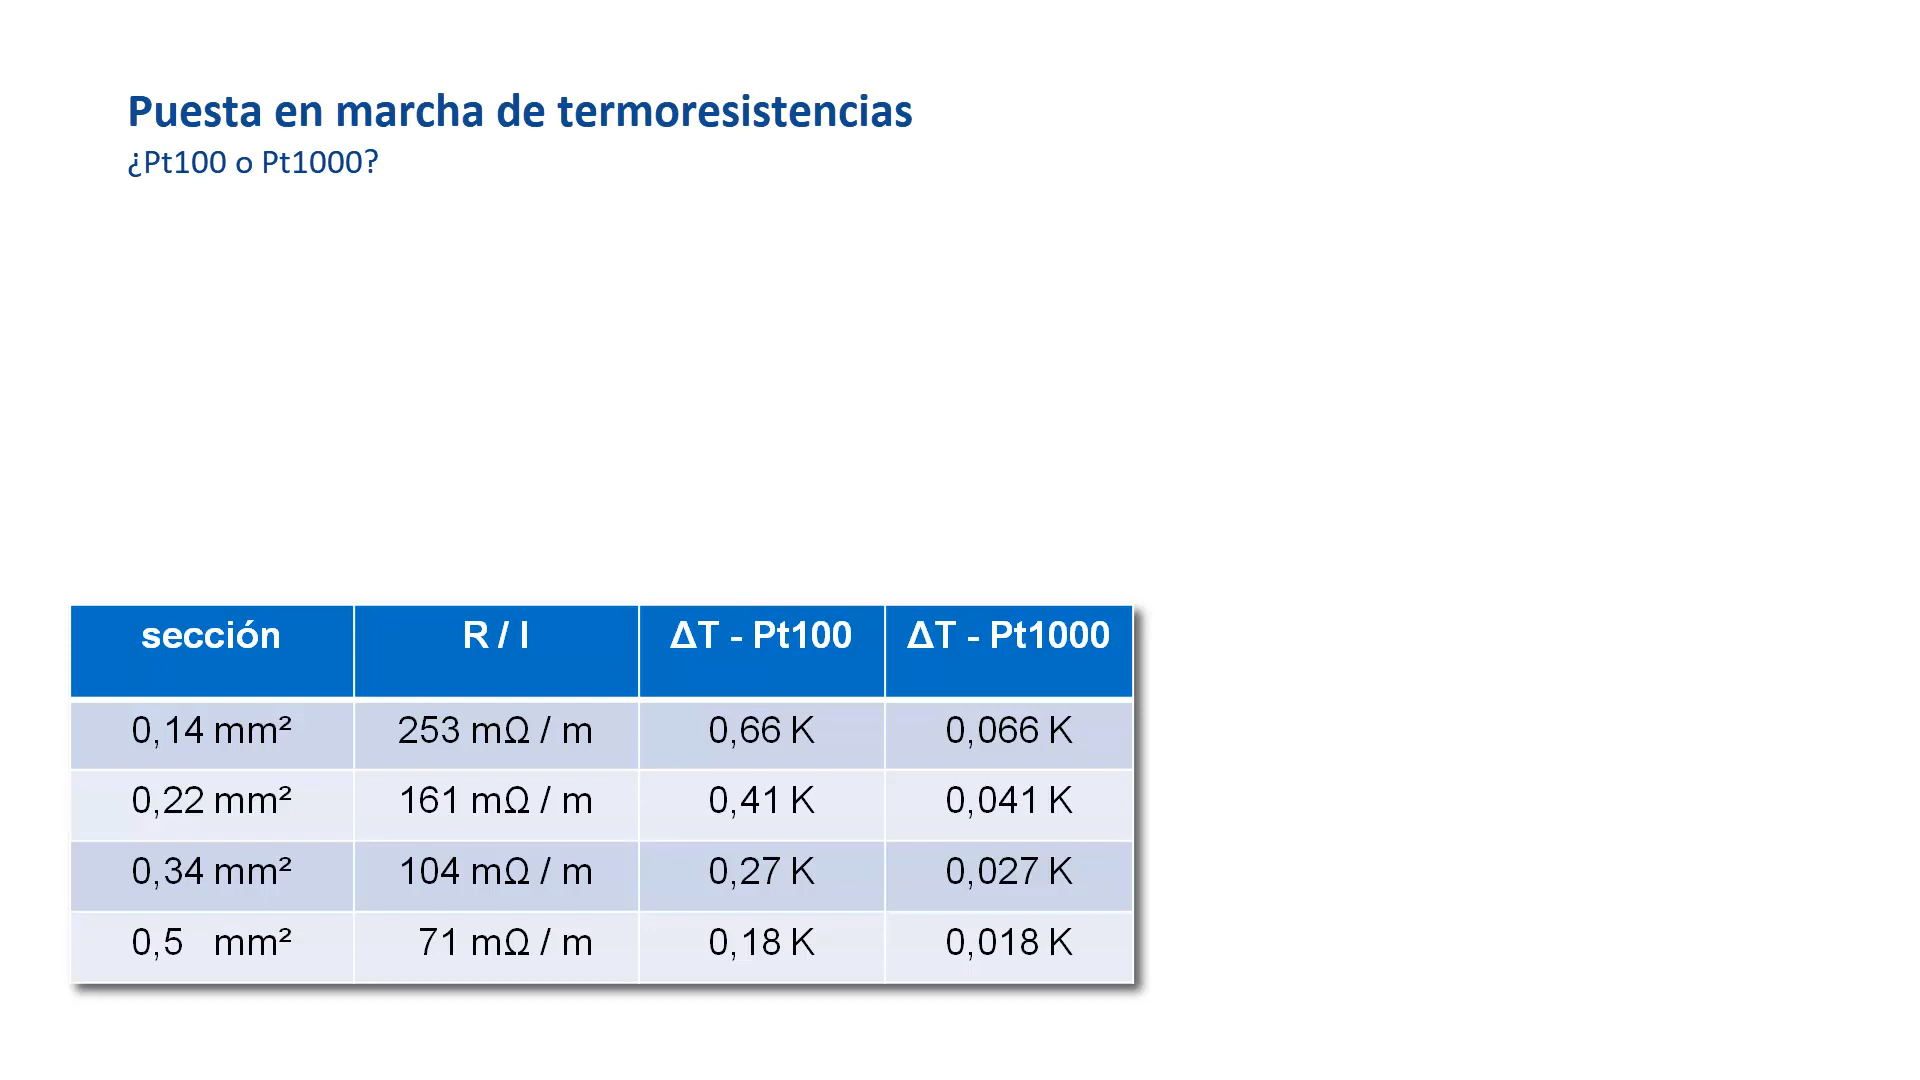 Puesta en marcha de termoresistencias
¿Pt100 o Pt1000?
sección R / l ΔT - Pt100 ΔT - Pt1000
0,14 mm² 253 mΩ / m 0,66 K 0,066 K
0,22 mm² 161 mΩ / m 0,41 K 0,041 K
0,34 mm² 104 mΩ / m 0,27 K 0,027 K
0,5 mm² 71 mΩ / m 0,18 K 0,018 K